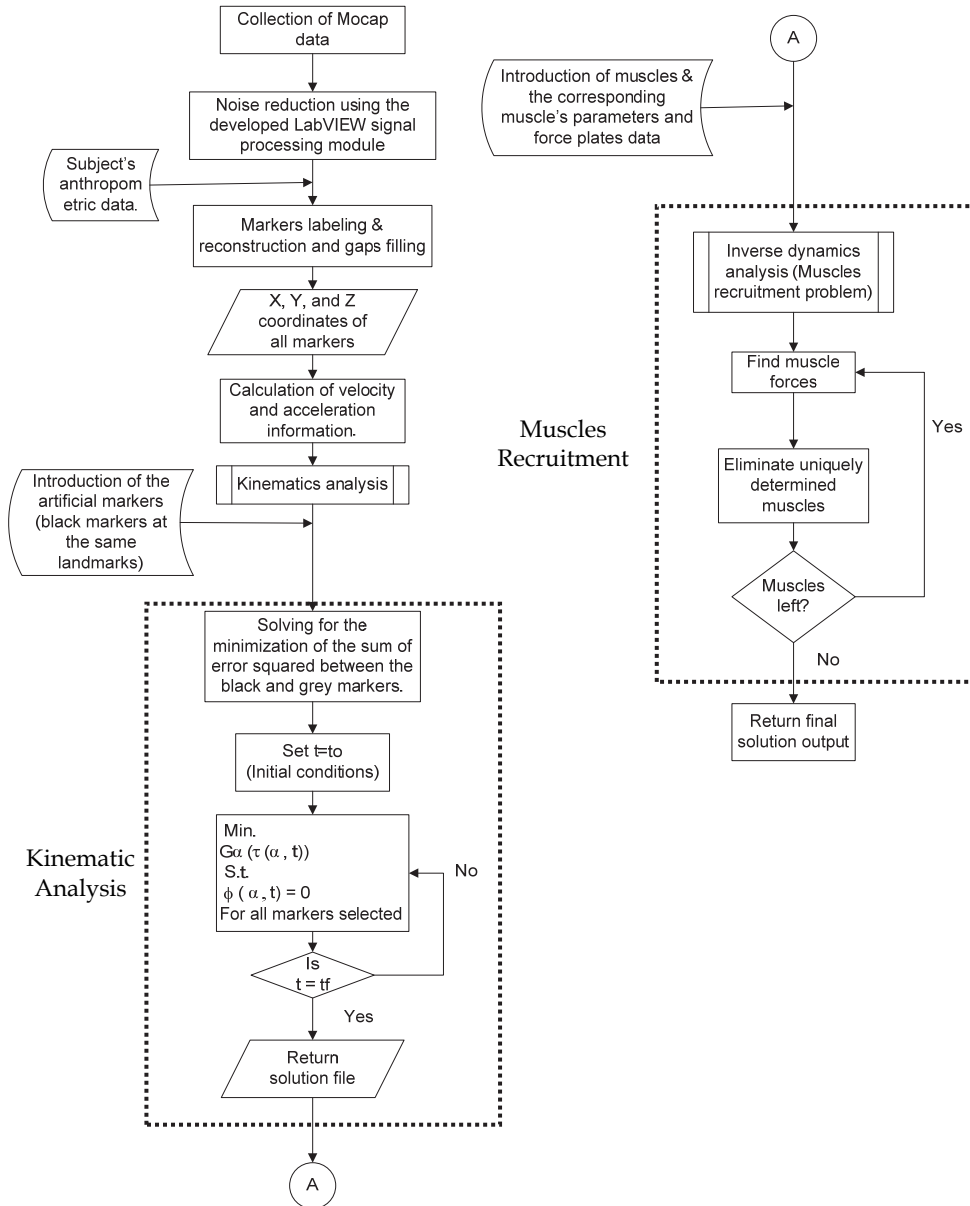 Collection of Mocap
data
Noise reduction using the
developed LabVIEW signal
processing module
Subject's
anthropom
etric data.
Markers labeling &
reconstruction and gaps filling
X, Y, and Z
coordinates of
all markers
Calculation of velocity
and acceleration
information.
Kinematics analysis
Introduction of the
artificial markers
(black markers at
the same
landmarks)
Solving for the
minimization of the sum of
error squared between the
black and grey markers.
Set t=to
(Initial conditions)
Min.
Gα (τ (α , t))
S.t.
ϕ ( α , t) = 0
For all markers selected
No
Is
t = tf
Yes
Return
solution file
Kinematic
Analysis
A
A
Introduction of muscles &
the corresponding
muscle's parameters and
force plates data
Inverse dynamics
analysis (Muscles
recruitment problem)
Find muscle
forces
Yes
Eliminate uniquely
determined
muscles
Muscles
left?
No
Muscles
Recruitment
Return final
solution output